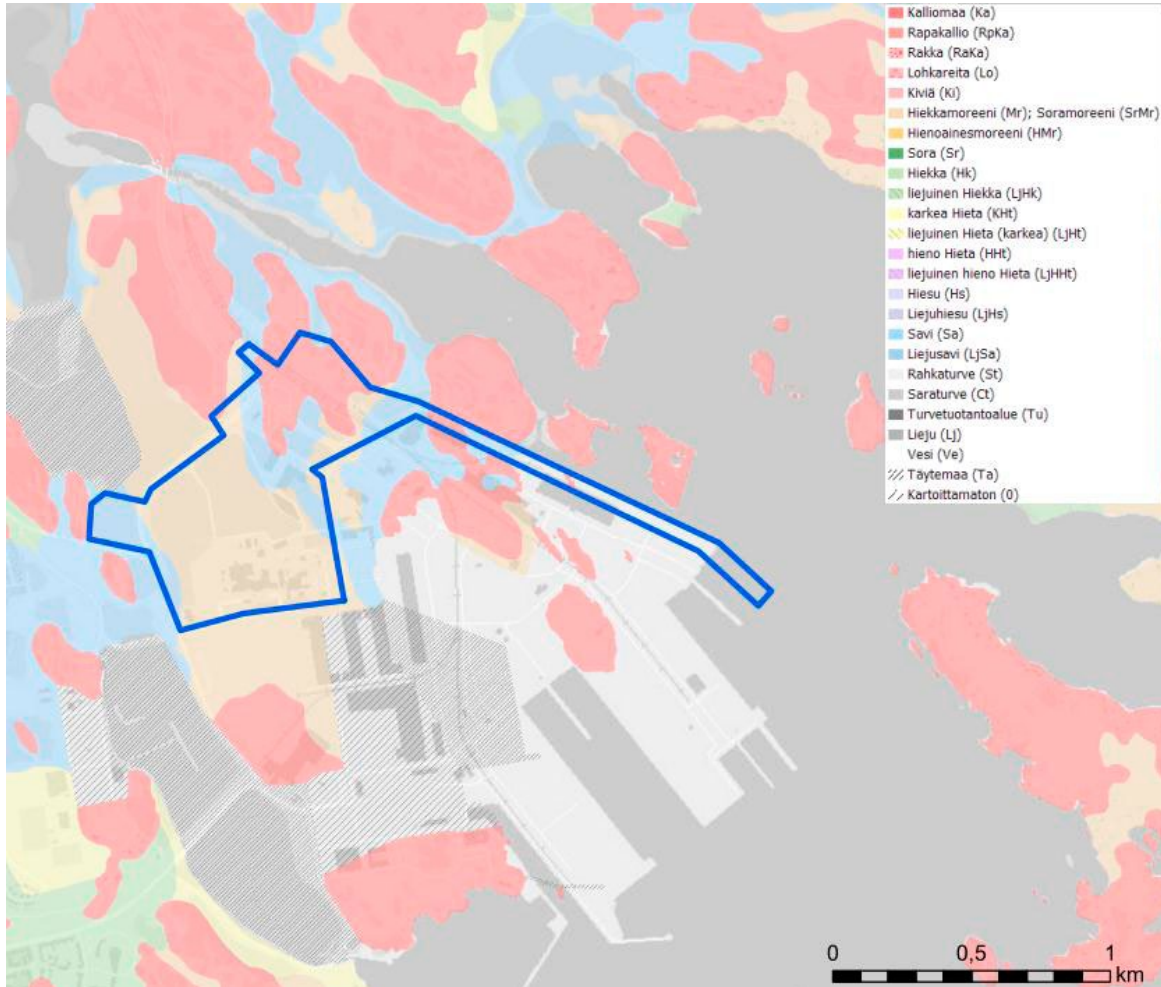 Kalliomaa (Ka)
Rapakallio (RpKa)
Rakka (RaKa)
Lohkareita (Lo)
Kiviä (Ki)
Hiekkamoreeni (Mr); Soramoreeni (SrMr)
Hienoainesmoreeni (HMr)
Sora (Sr)
Hiekka (Hk)
liejuinen Hiekka (LjHk)
karkea Hieta (KHt)
liejuinen Hieta (karkea) (LjHt)
hieno Hieta (HHt)
liejuinen hieno Hieta (LjHHt)
Hiesu (Hs)
Liejuhiesu (LjHs)
Savi (Sa)
Liejusavi (LjSa)
Rahkaturve (St)
Saraturve (Ct)
Turvetuotantoalue (Tu)
Lieju (Lj)
Vesi (Ve)
Täytemaa (Ta)
Kartoittamaton (0)
0 0,5 1
km